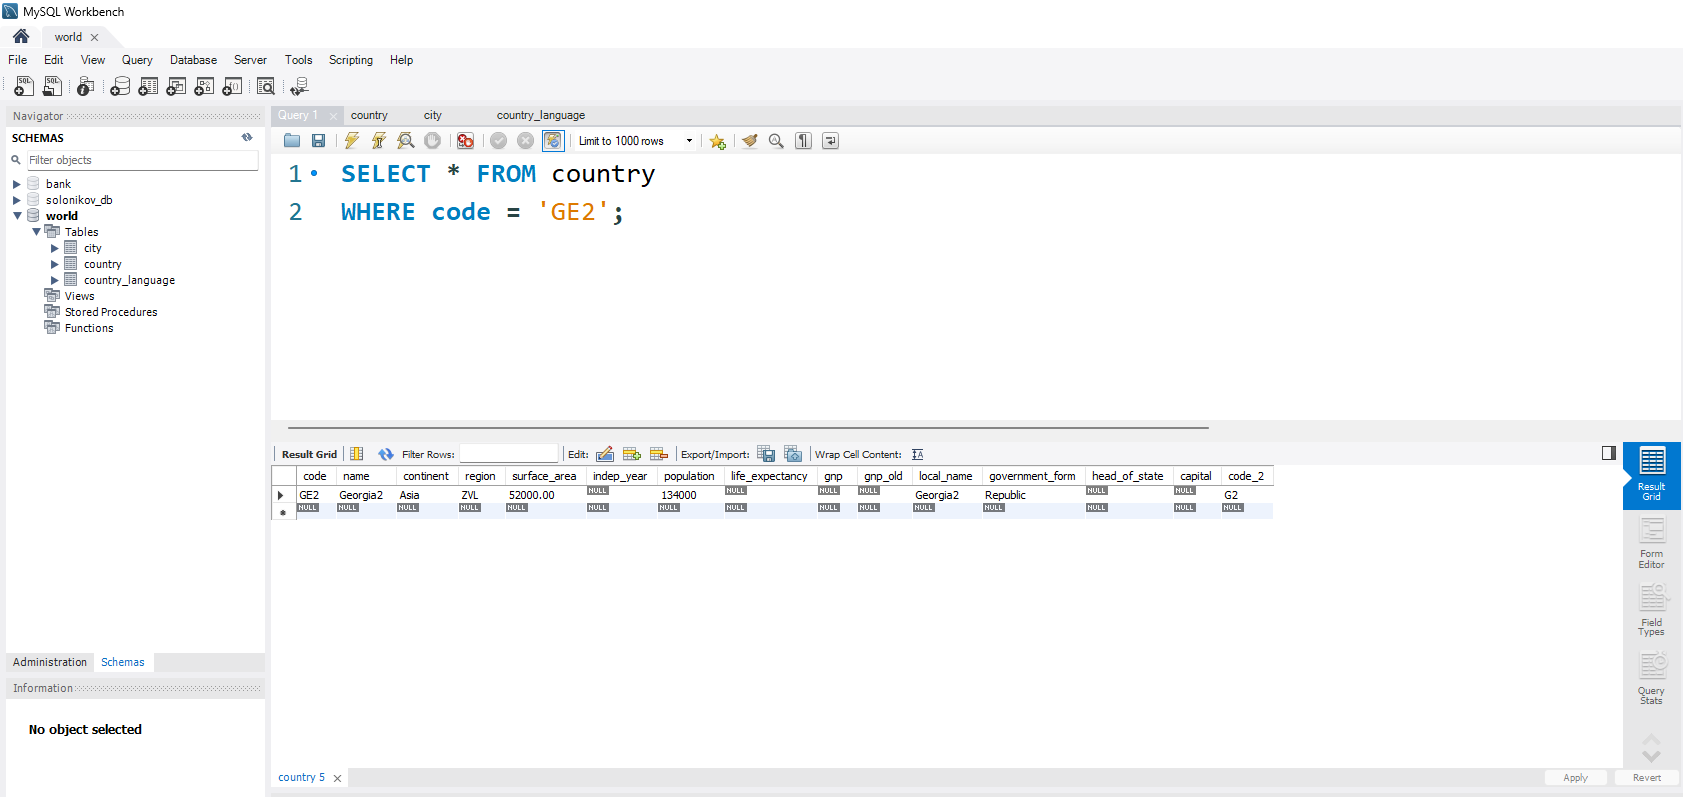 MySQL Workbench
world
File Edit View Query Database Server Tools Scripting Help
Navigator
SCHEMAS
Filter objects
bank
solonikov_db
world
Tables
city
country
country_language
Views
Stored Procedures
Functions
Administration Schemas
Information
No object selected
Query 1 country city country_language
Limit to 1000 rows
1 SELECT * FROM country
2 WHERE code = 'GE2';
Result Grid Filter Rows: Edit: Export/Import: Wrap Cell Content:
code name continent region surface_area indep_year population life_expectancy gnp gnp_old local_name government_form head_of_state capital code_2
GE2 Georgia2 Asia ZVL 52000.00 NULL 134000 NULL NULL NULL Georgia2 Republic NULL NULL G2
NULL NULL NULL NULL NULL NULL NULL NULL NULL NULL NULL NULL NULL NULL NULL
Result
Grid
Form
Editor
Field
Types
Query
Stats
country 5
Apply Revert